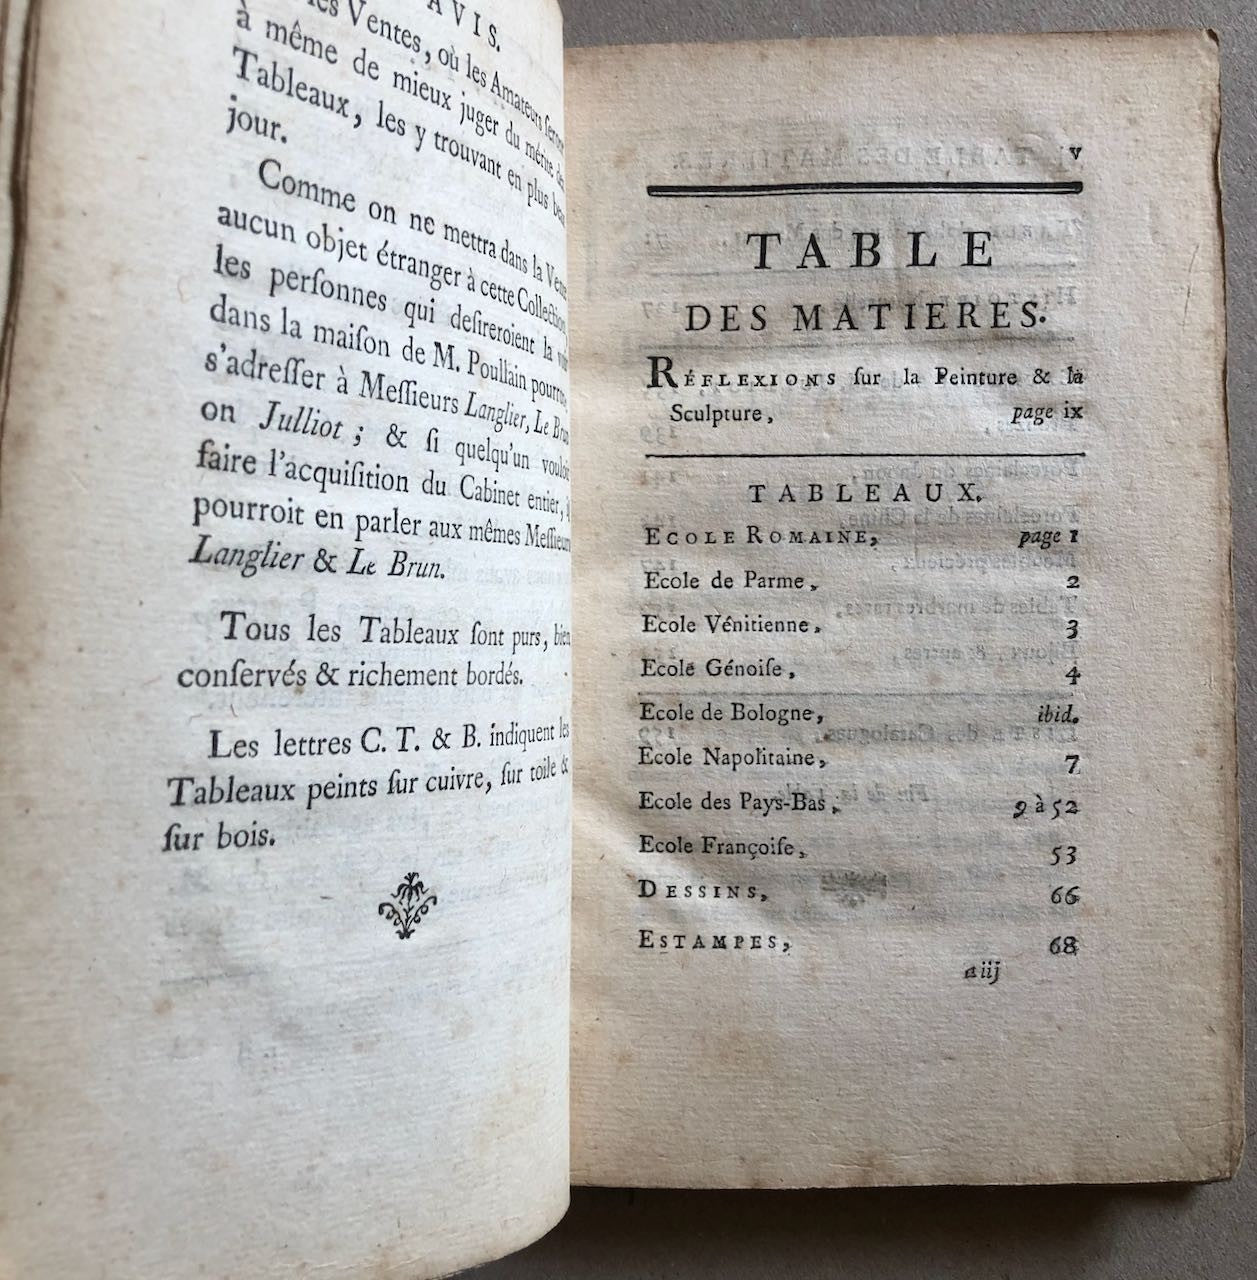 AVIS.
les Ventes, où les Amateurs ſeront
à même de mieux juger du mérite des
Tableaux, les y trouvant en plus beau
jour.
Comme on ne mettra dans la Vente
aucun objet étranger à cette Collection,
les perſonnes qui deſireroient la voir
dans la maiſon de M. Poullain pourront
s'adreſſer à Meſſieurs Langlier, Le Brun
on Julliot ; & ſi quelqu'un vouloit
faire l'acquiſition du Cabinet entier, il
pourroit en parler aux mêmes Meſſieurs
Langlier & Le Brun.
Tous les Tableaux ſont purs, bien
conſervés & richement bordés.
Les lettres C. T. & B. indiquent les
Tableaux peints ſur cuivre, ſur toile &
ſur bois.
v
TABLE
DES MATIERES.
RÉFLEXIONS ſur la Peinture & la
Sculpture, page ix
TABLEAUX.
ECOLE ROMAINE, page 1
Ecole de Parme, 2
Ecole Vénitienne, 3
Ecole Génoiſe, 4
Ecole de Bologne, ibid.
Ecole Napolitaine, 7
Ecole des Pays-Bas, 9 à 52
Ecole Françoiſe, 53
DESSINS, 66
ESTAMPES, 68
a iij